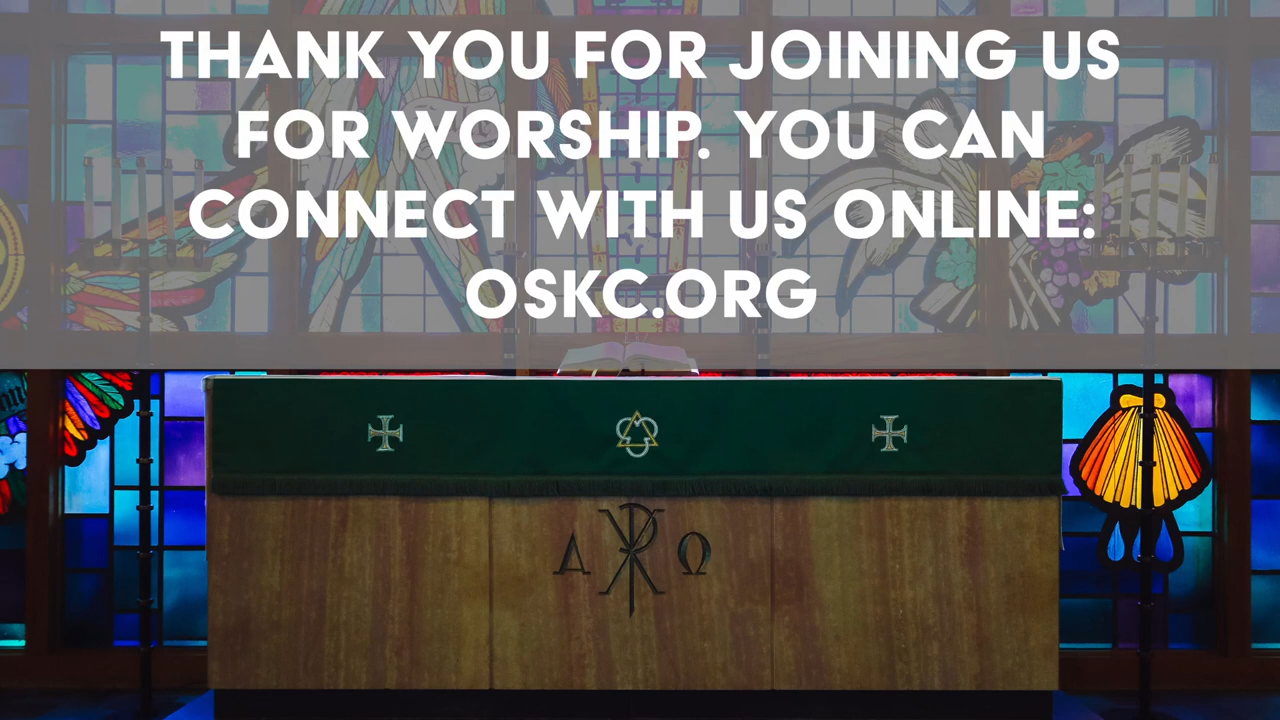 THANK YOU FOR JOINING US
FOR WORSHIP. YOU CAN
CONNECT WITH US ONLINE:
OSKC.ORG
Α ☧ Ω